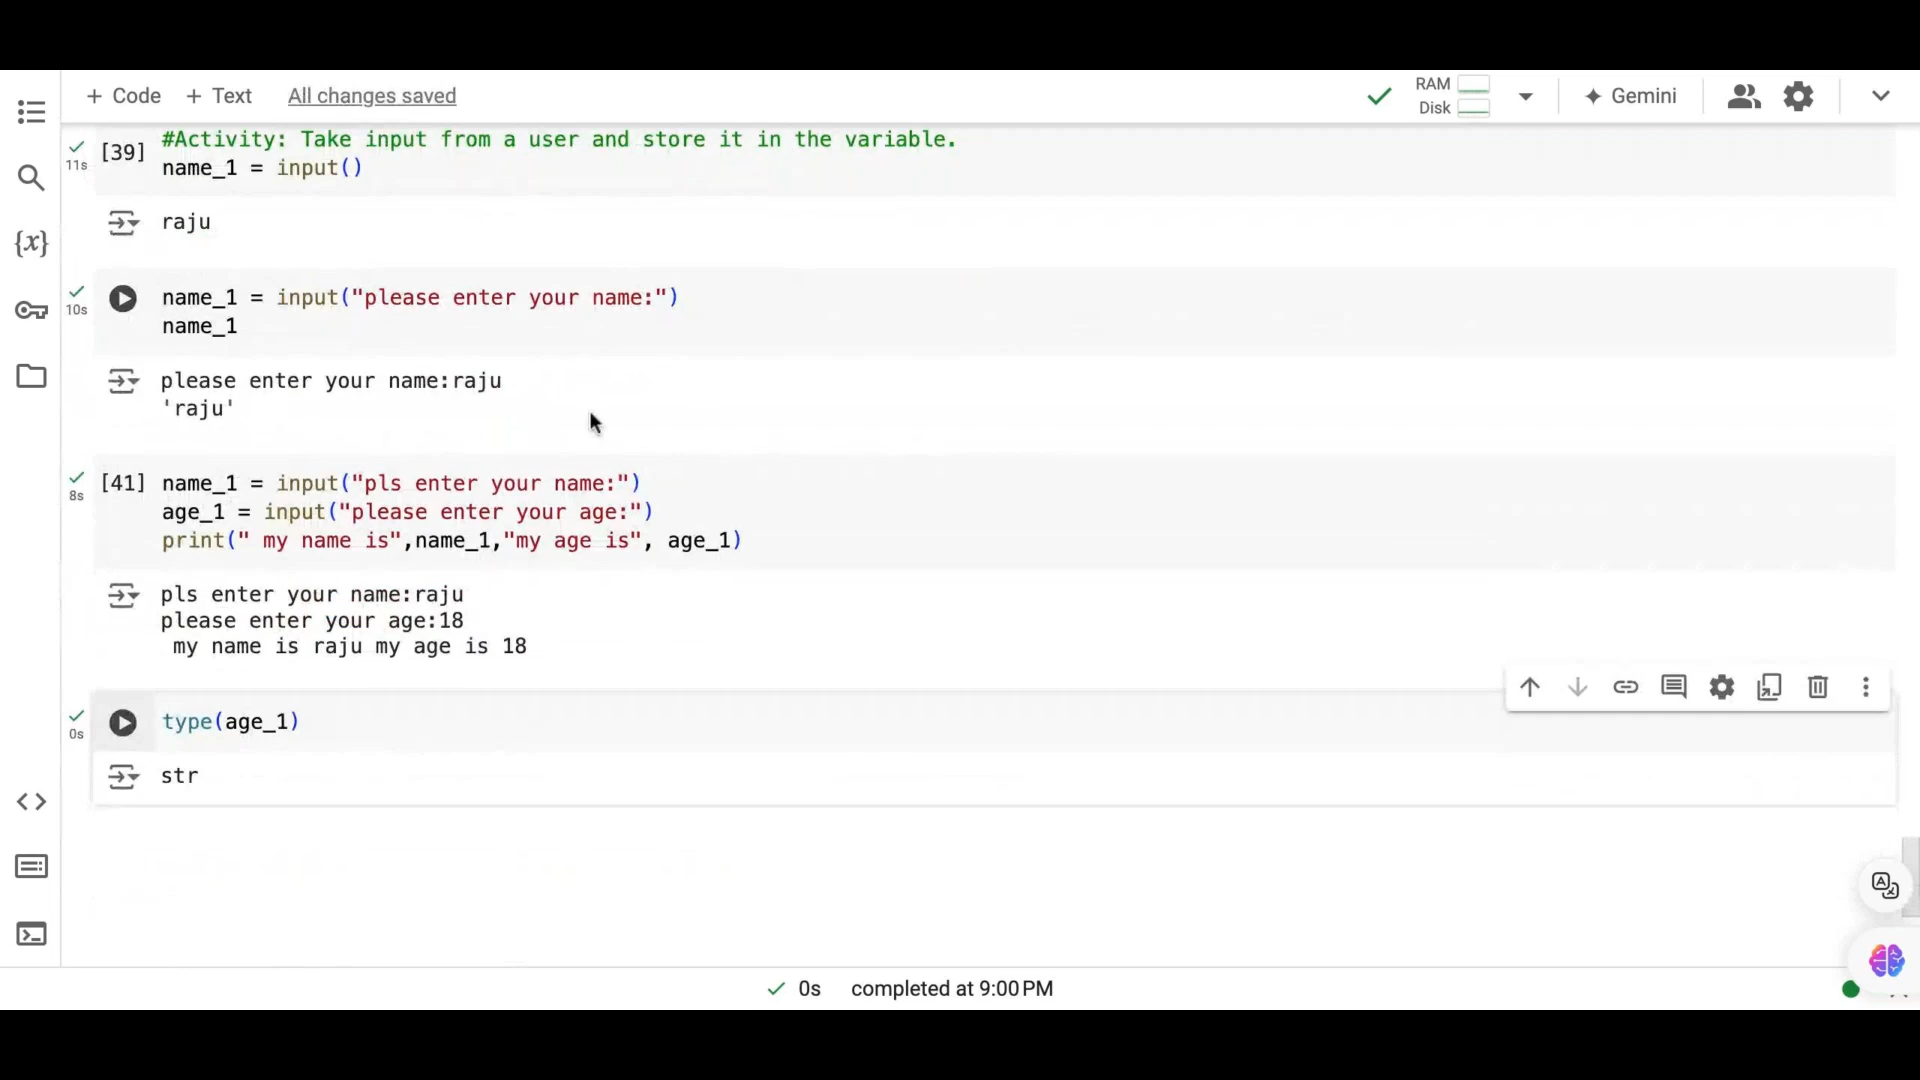 + Code + Text All changes saved
RAM
Disk
Gemini
#Activity: Take input from a user and store it in the variable.
11s [39] name_1 = input()
raju
10s name_1 = input("please enter your name:")
name_1
please enter your name:raju
'raju'
8s [41] name_1 = input("pls enter your name:")
age_1 = input("please enter your age:")
print(" my name is",name_1,"my age is", age_1)
pls enter your name:raju
please enter your age:18
my name is raju my age is 18
0s type(age_1)
str
0s completed at 9:00 PM